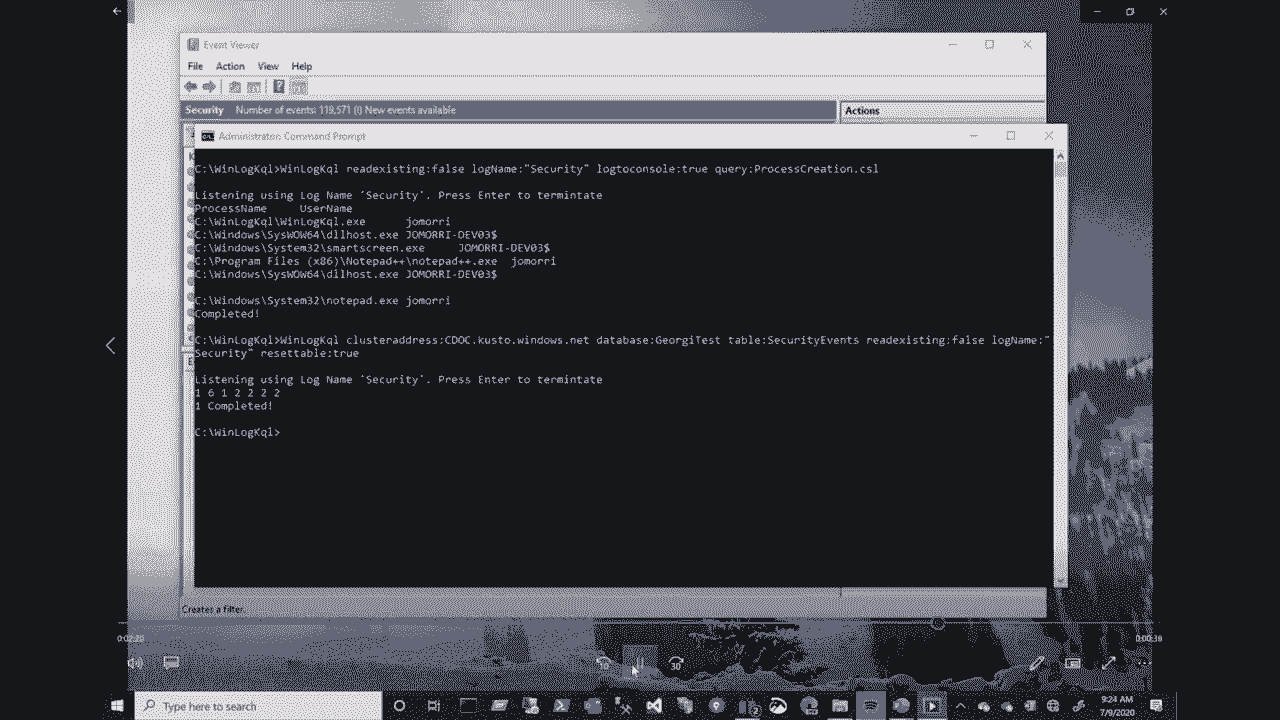 Event Viewer
File Action View Help
Security Number of events: 119,571 (!) New events available
Actions
Administrator: Command Prompt
C:\WinLogKql>WinLogKql readexisting:false logName:"Security" logtoconsole:true query:ProcessCreation.csl
Listening using Log Name 'Security'. Press Enter to termintate
ProcessName UserName
C:\WinLogKql\WinLogKql.exe jomorri
C:\Windows\SysWOW64\dllhost.exe JOMORRI-DEV03$
C:\Windows\System32\smartscreen.exe JOMORRI-DEV03$
C:\Program Files (x86)\Notepad++\notepad++.exe jomorri
C:\Windows\SysWOW64\dllhost.exe JOMORRI-DEV03$
C:\Windows\System32\notepad.exe jomorri
Completed!
C:\WinLogKql>WinLogKql clusteraddress:CDOC.kusto.windows.net database:GeorgiTest table:SecurityEvents readexisting:false logName:"
Security" resettable:true
Listening using Log Name 'Security'. Press Enter to termintate
1 6 1 2 2 2 2
1 Completed!
C:\WinLogKql>
Creates a filter.
0:02:20
0:00:38
10
30
Type here to search
9:24 AM
7/9/2020